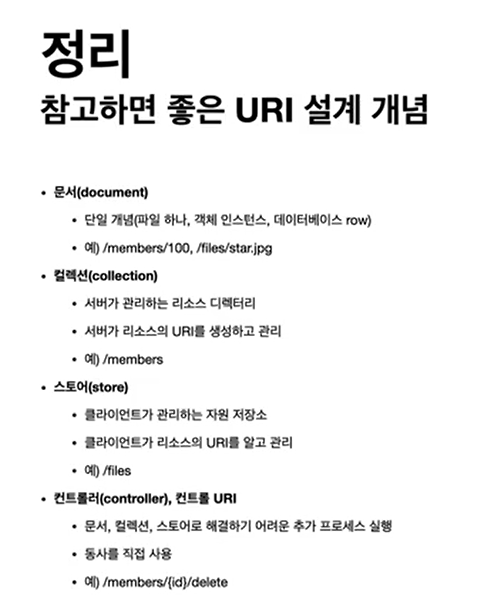 정리
참고하면 좋은 URI 설계 개념
• 문서(document)
• 단일 개념(파일 하나, 객체 인스턴스, 데이터베이스 row)
• 예) /members/100, /files/star.jpg
• 컬렉션(collection)
• 서버가 관리하는 리소스 디렉터리
• 서버가 리소스의 URI를 생성하고 관리
• 예) /members
• 스토어(store)
• 클라이언트가 관리하는 자원 저장소
• 클라이언트가 리소스의 URI를 알고 관리
• 예) /files
• 컨트롤러(controller), 컨트롤 URI
• 문서, 컬렉션, 스토어로 해결하기 어려운 추가 프로세스 실행
• 동사를 직접 사용
• 예) /members/{id}/delete